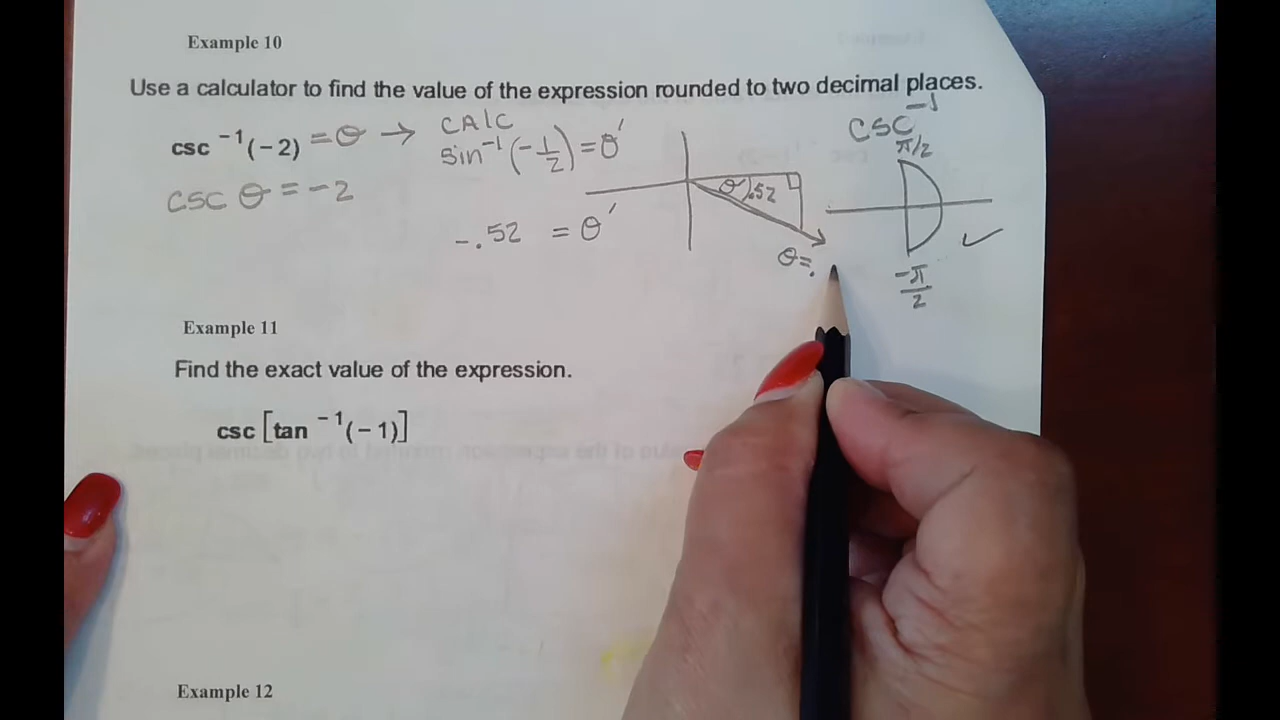 Example 10
Use a calculator to find the value of the expression rounded to two decimal places.
csc⁻¹(-2) = θ →
CALC
sin⁻¹(-1/2) = θ'
csc θ = -2
-.52 = θ'
θ' .52
θ=.
CSC⁻¹
π/2
-π/2
Example 11
Find the exact value of the expression.
csc [tan⁻¹(-1)]
Example 12